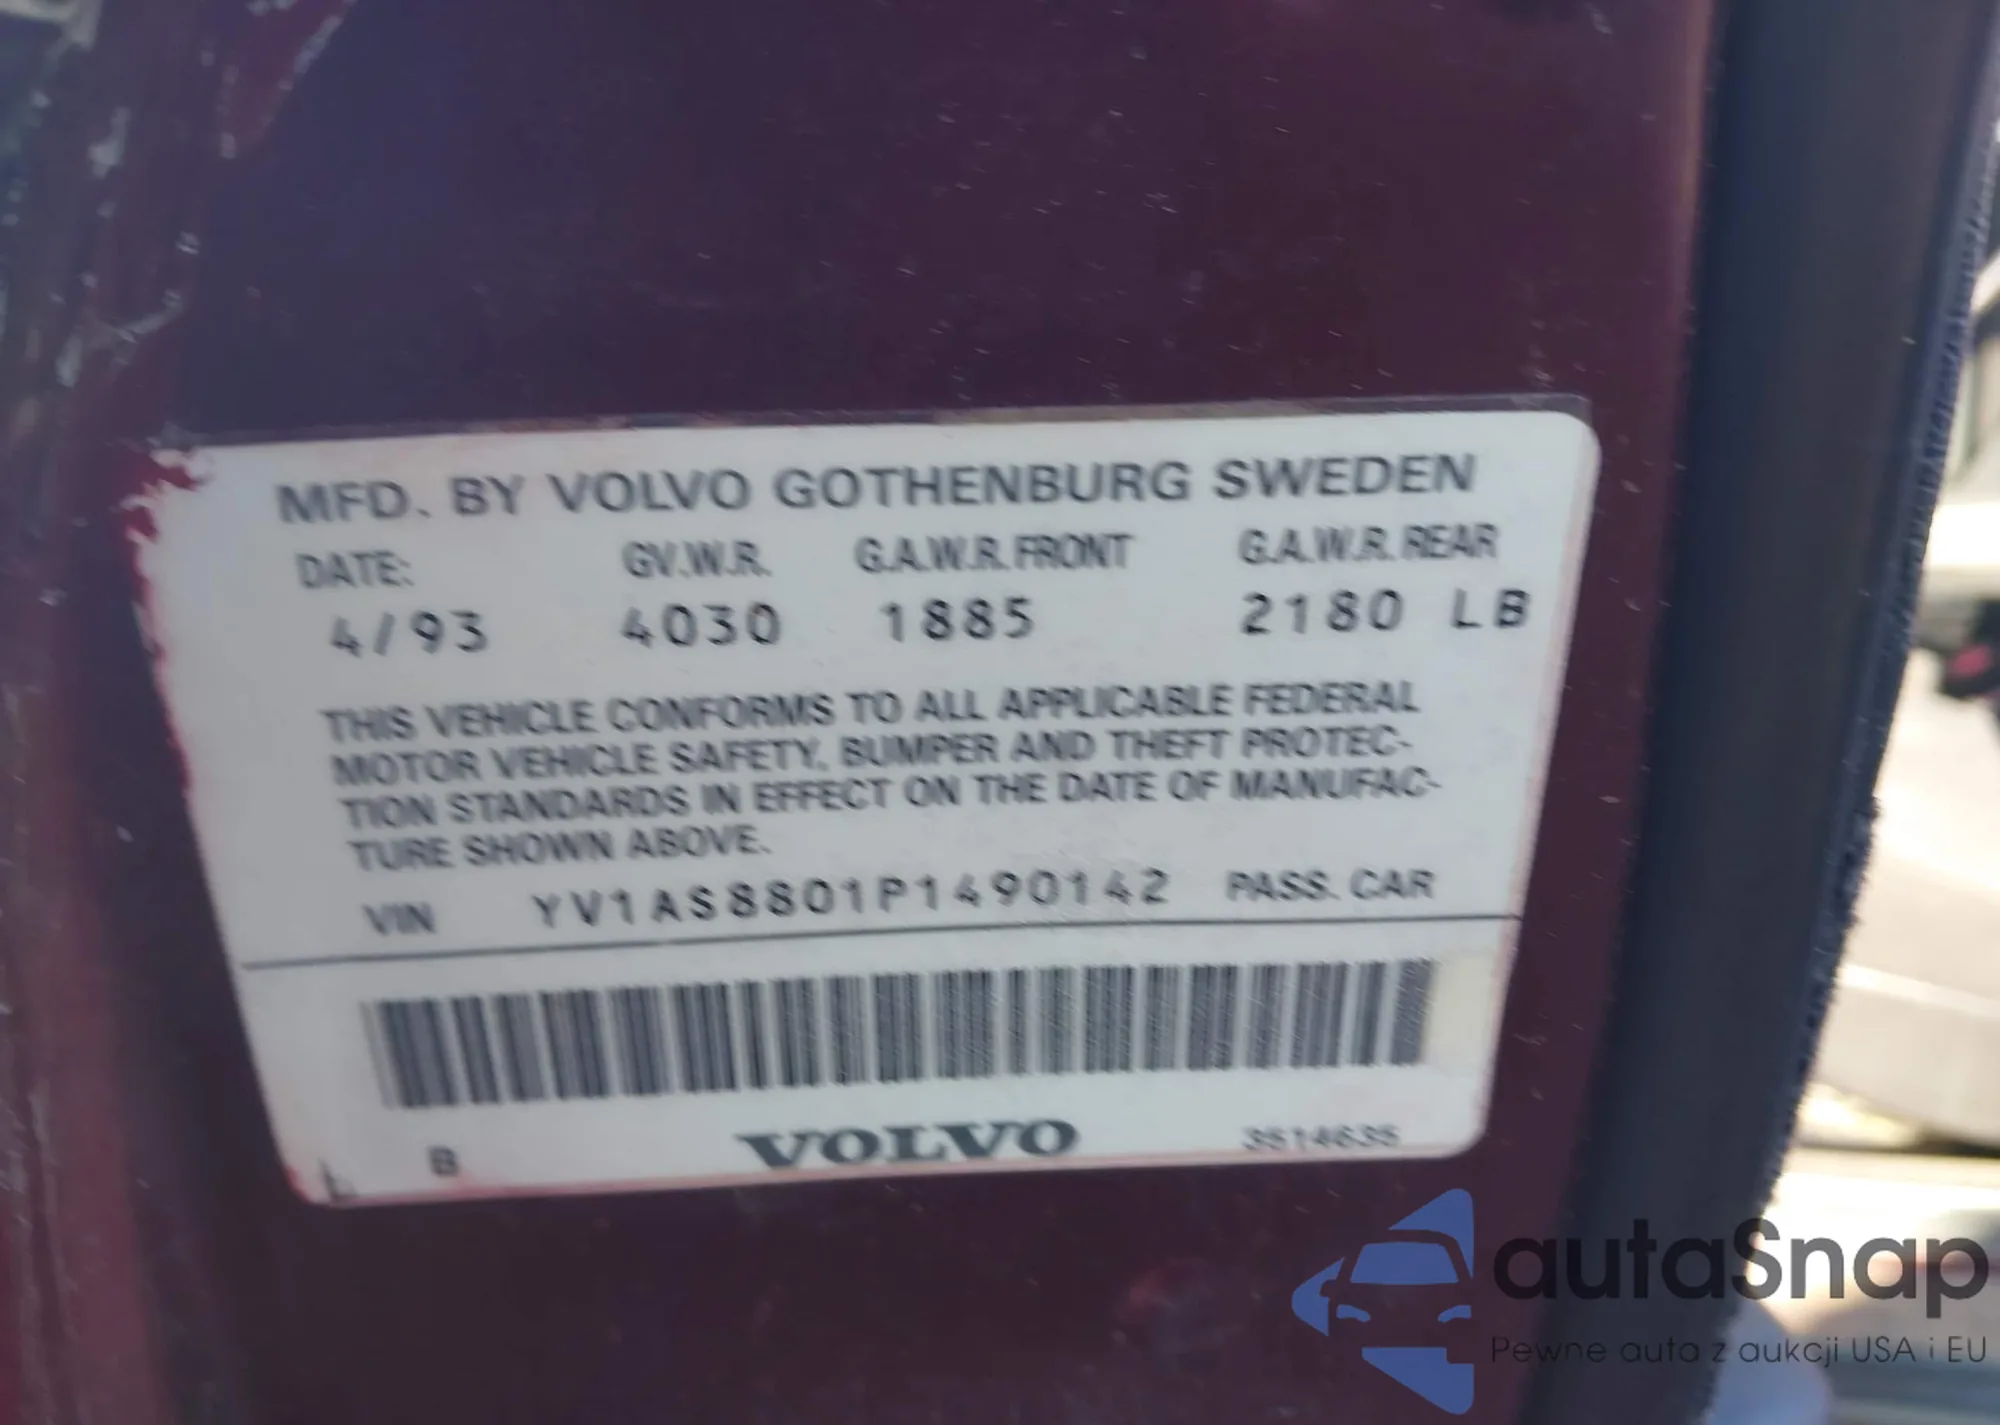 MFD. BY VOLVO GOTHENBURG SWEDEN
DATE: GV.W.R. G.A.W.R. FRONT G.A.W.R. REAR
4/93 4030 1885 2180 LB
THIS VEHICLE CONFORMS TO ALL APPLICABLE FEDERAL
MOTOR VEHICLE SAFETY, BUMPER AND THEFT PROTEC-
TION STANDARDS IN EFFECT ON THE DATE OF MANUFAC-
TURE SHOWN ABOVE.
VIN YV1AS8801P1490142 PASS. CAR
L B VOLVO 3514635
autaSnap
Pewne auta z aukcji USA i EU